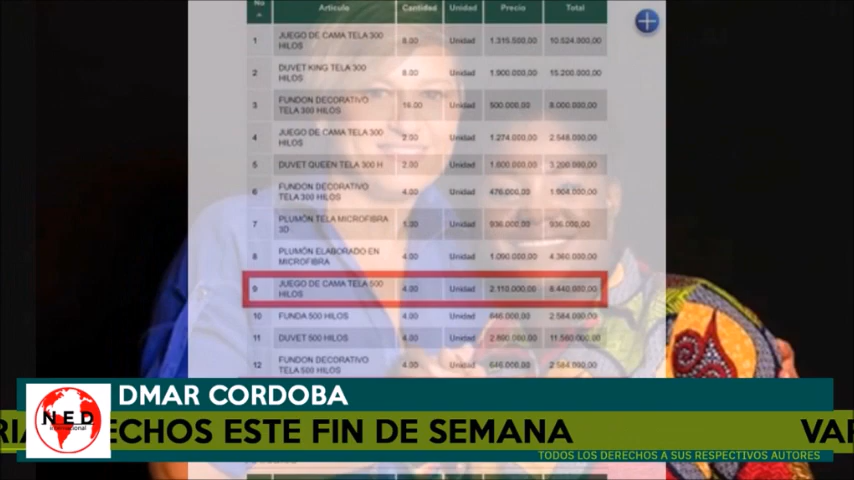 No Artículo Cantidad Unidad Precio Total
1 JUEGO DE CAMA TELA 300 HILOS 8.00 Unidad 1.315.500,00 10.524.000,00
2 DUVET KING TELA 300 HILOS 8.00 Unidad 1.900.000,00 15.200.000,00
3 FUNDON DECORATIVO TELA 300 HILOS 16.00 Unidad 500.000,00 8.000.000,00
4 JUEGO DE CAMA TELA 300 HILOS 2.00 Unidad 1.274.000,00 2.548.000,00
5 DUVET QUEEN TELA 300 H 2.00 Unidad 1.600.000,00 3.200.000,00
6 FUNDON DECORATIVO TELA 300 HILOS 4.00 Unidad 476.000,00 1.904.000,00
7 PLUMÓN TELA MICROFIBRA 3D 1.00 Unidad 936.000,00 936.000,00
8 PLUMÓN ELABORADO EN MICROFIBRA 4.00 Unidad 1.090.000,00 4.360.000,00
9 JUEGO DE CAMA TELA 500 HILOS 4.00 Unidad 2.110.000,00 8.440.000,00
10 FUNDA 500 HILOS 4.00 Unidad 646.000,00 2.584.000,00
11 DUVET 500 HILOS 4.00 Unidad
12 FUNDON DECORATIVO TELA 500 HILOS 4.00 Unidad 646.000,00 2.584.000,00
DMAR CORDOBA
NED
internacional
ECHOS ESTE FIN DE SEMANA VAR
TODOS LOS DERECHOS A SUS RESPECTIVOS AUTORES